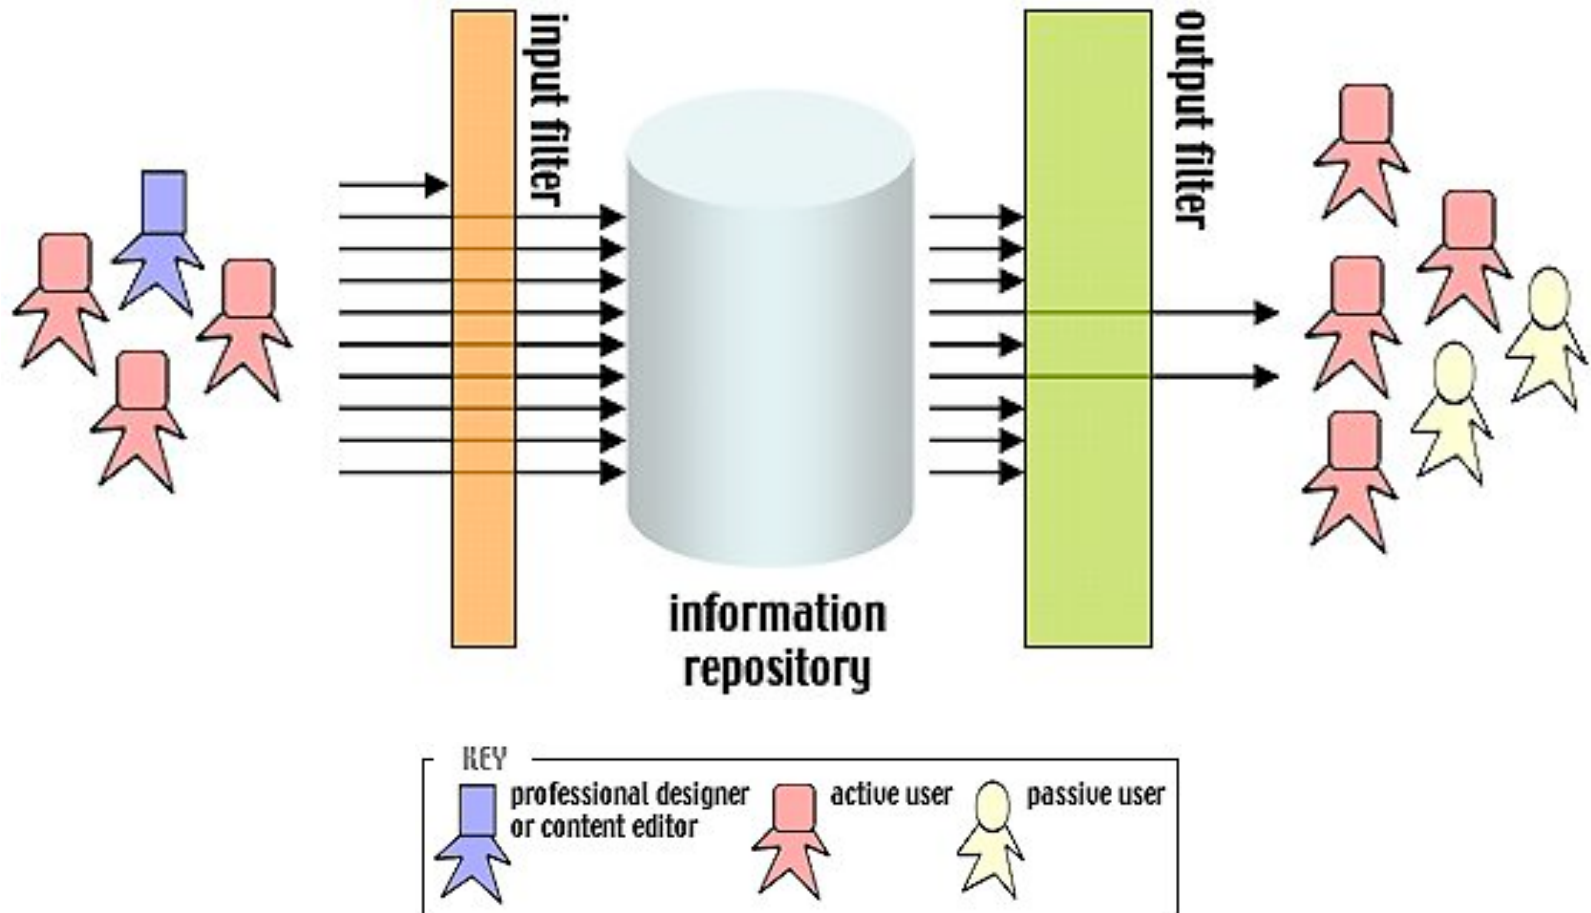 input filter
output filter
information
repository
KEY
professional designer
or content editor
active user
passive user